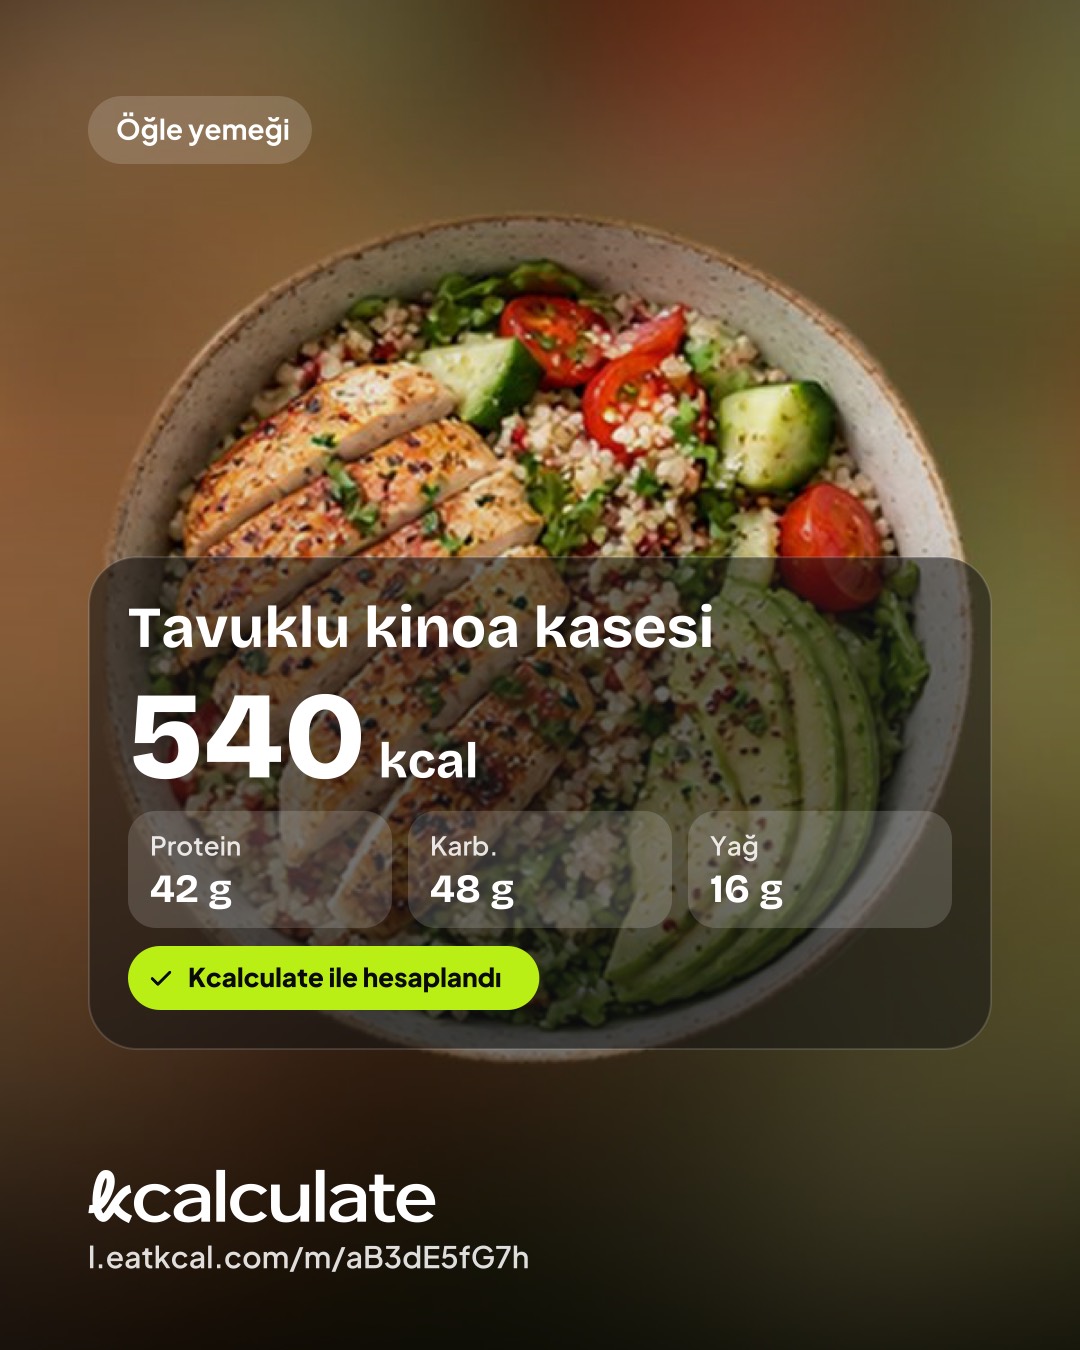 Öğle yemeği
Tavuklu kinoa kasesi
540 kcal
Protein
42 g
Karb.
48 g
Yağ
16 g
Kcalculate ile hesaplandı
kcalculate
l.eatkcal.com/m/aB3dE5fG7h